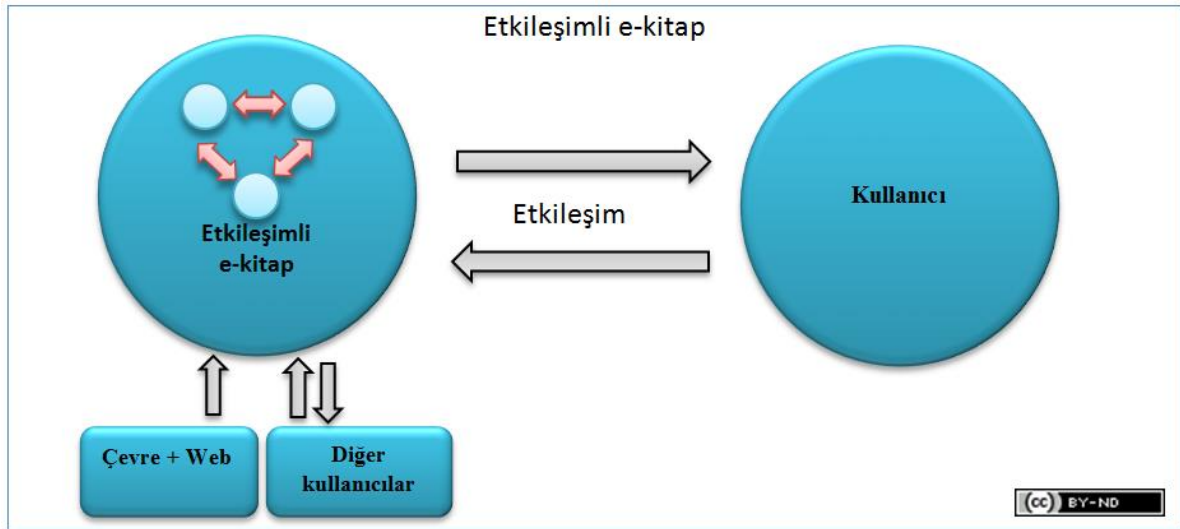 Etkileşimli e-kitap
Etkileşimli
e-kitap
Etkileşim
Kullanıcı
Çevre + Web
Diğer
kullanıcılar
(cc) BY-ND